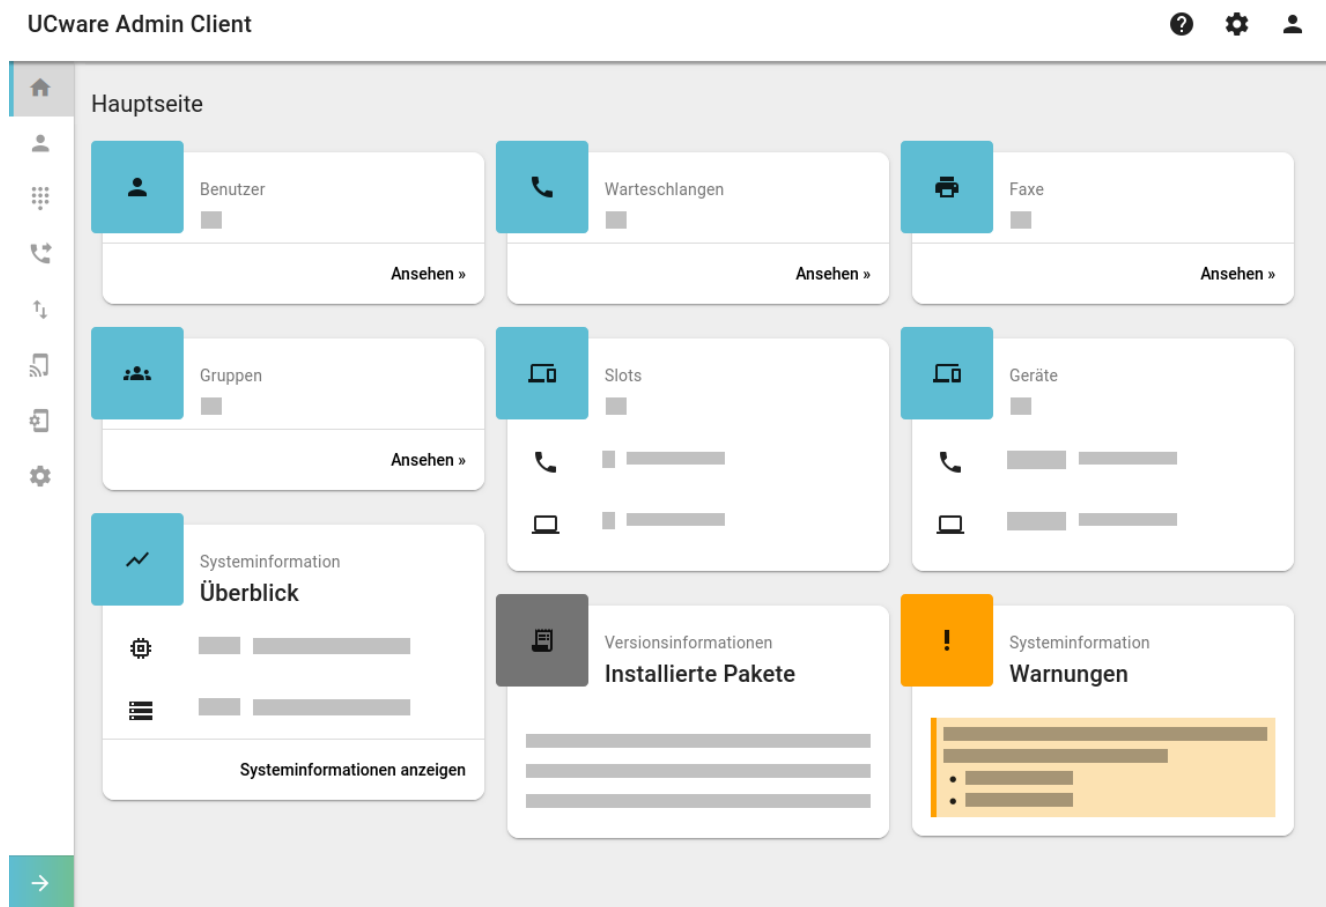 UCware Admin Client
Hauptseite
Benutzer
Ansehen »
Warteschlangen
Ansehen »
Faxe
Ansehen »
Gruppen
Ansehen »
Slots
Geräte
Systeminformation
Überblick
Systeminformationen anzeigen
Versionsinformationen
Installierte Pakete
Systeminformation
Warnungen